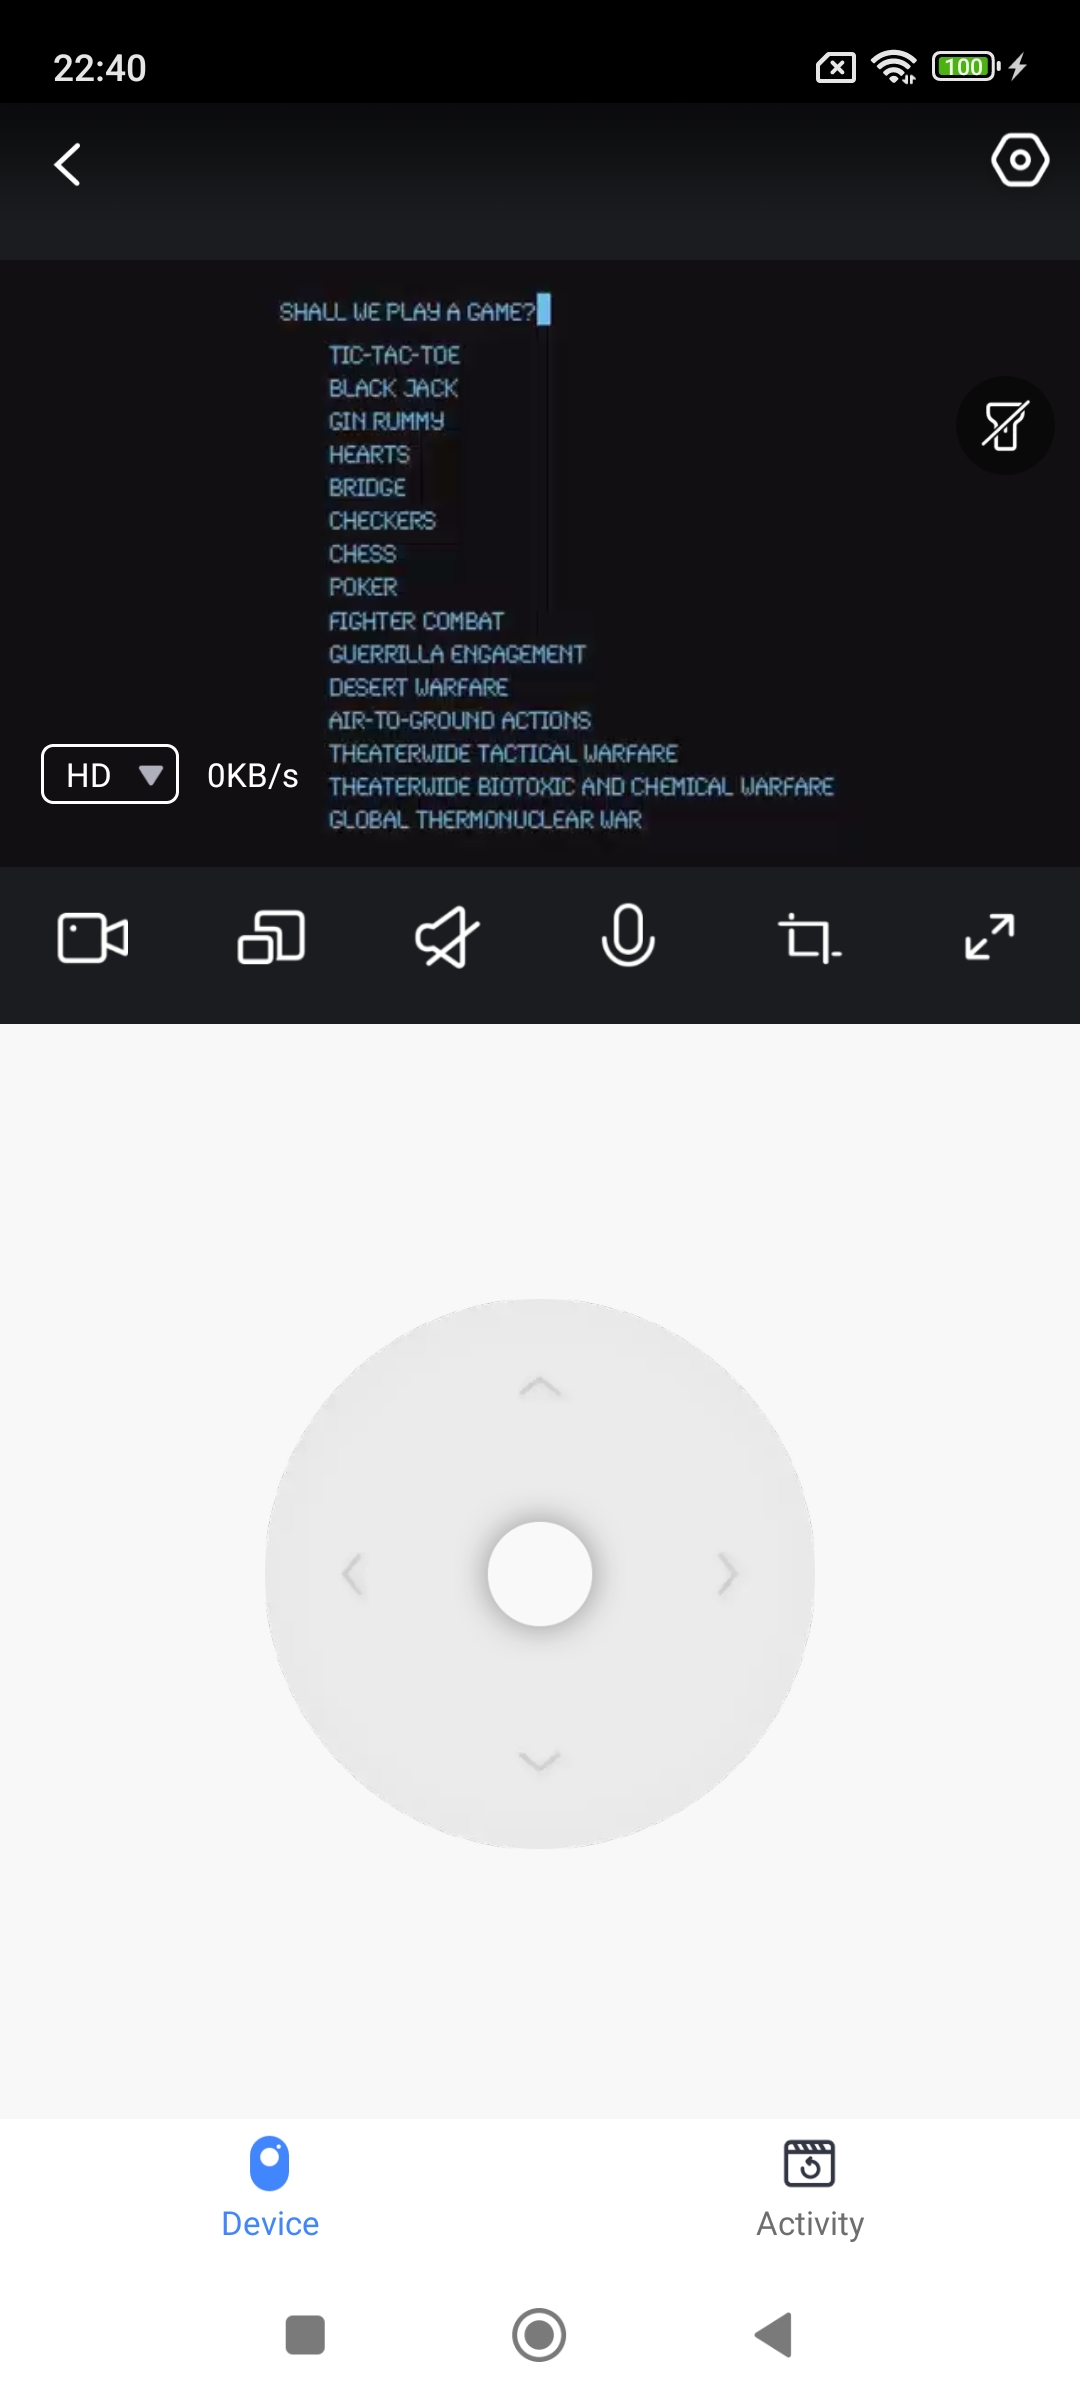 22:40
100
SHALL WE PLAY A GAME?
TIC-TAC-TOE
BLACK JACK
GIN RUMMY
HEARTS
BRIDGE
CHECKERS
CHESS
POKER
FIGHTER COMBAT
GUERRILLA ENGAGEMENT
DESERT WARFARE
AIR-TO-GROUND ACTIONS
THEATERWIDE TACTICAL WARFARE
THEATERWIDE BIOTOXIC AND CHEMICAL WARFARE
GLOBAL THERMONUCLEAR WAR
HD 0KB/s
Device Activity